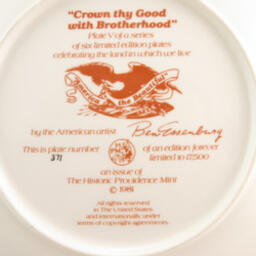 "Crown thy Good
with Brotherhood"
Plate V of a series
of six limited edition plates
celebrating the land in which we live
America the Beautiful
by the american artist Ben Essenburg
This is plate number of an edition forever
371 limited to 17,500
an issue of
The Historic Providence Mint
© 1981
All rights reserved
in The United States
and internationally under
terms of copyright agreements.